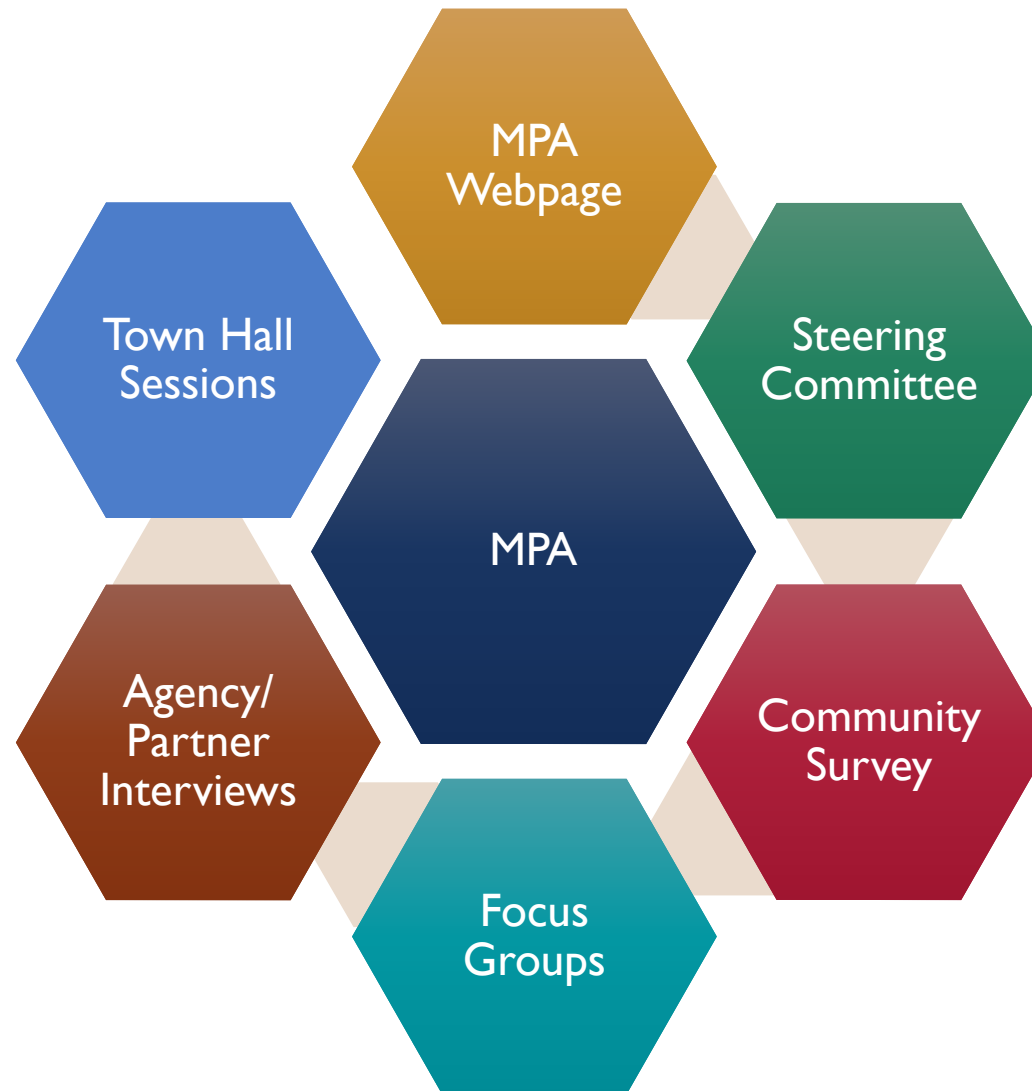 MPA
Webpage
Steering
Committee
Community
Survey
Focus
Groups
Agency/
Partner
Interviews
Town Hall
Sessions
MPA